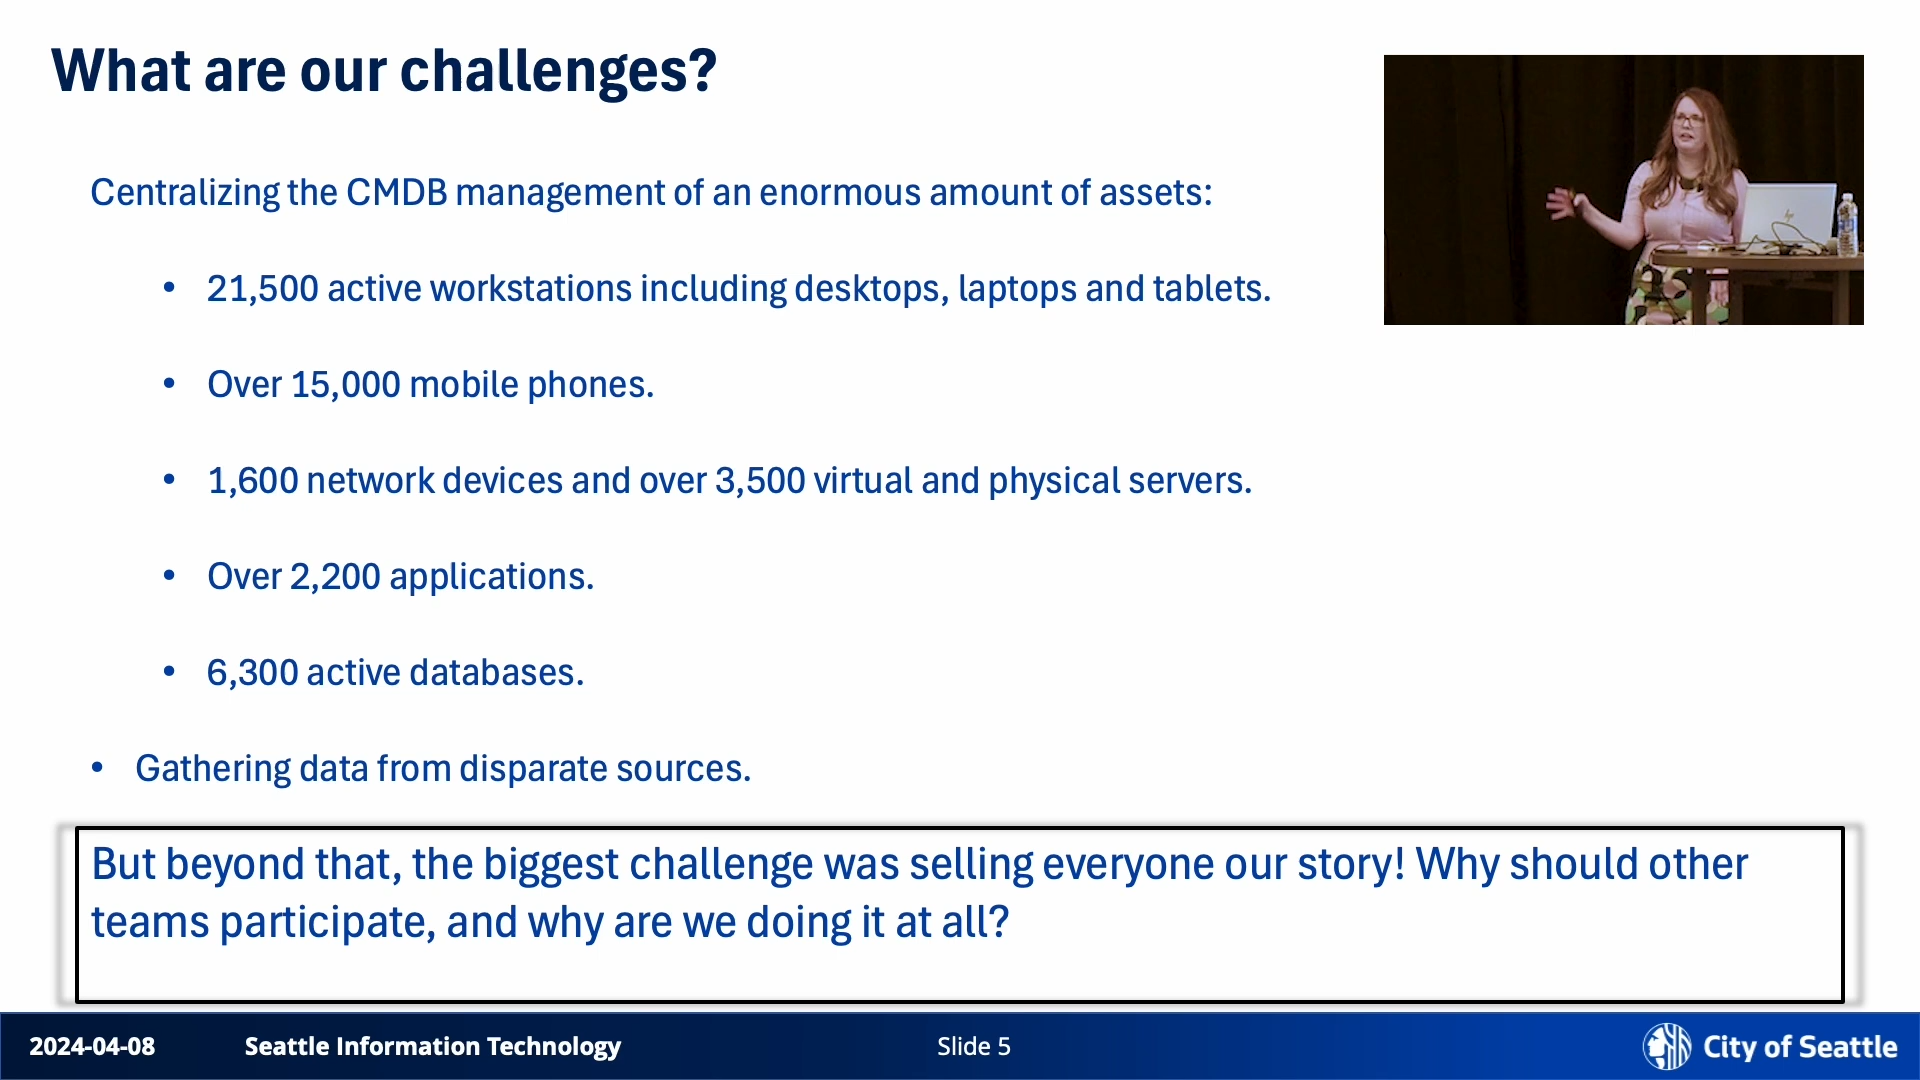 What are our challenges?
Centralizing the CMDB management of an enormous amount of assets:
• 21,500 active workstations including desktops, laptops and tablets.
• Over 15,000 mobile phones.
• 1,600 network devices and over 3,500 virtual and physical servers.
• Over 2,200 applications.
• 6,300 active databases.
• Gathering data from disparate sources.
But beyond that, the biggest challenge was selling everyone our story! Why should other
teams participate, and why are we doing it at all?
2024-04-08 Seattle Information Technology Slide 5 City of Seattle